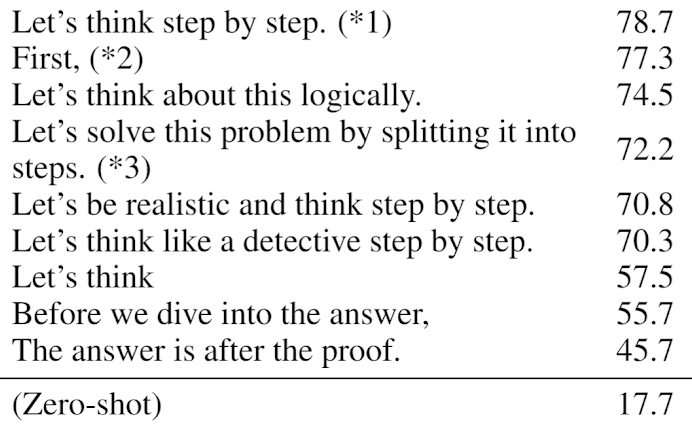 Let's think step by step. (*1) 78.7
First, (*2) 77.3
Let's think about this logically. 74.5
Let's solve this problem by splitting it into
steps. (*3) 72.2
Let's be realistic and think step by step. 70.8
Let's think like a detective step by step. 70.3
Let's think 57.5
Before we dive into the answer, 55.7
The answer is after the proof. 45.7
(Zero-shot) 17.7